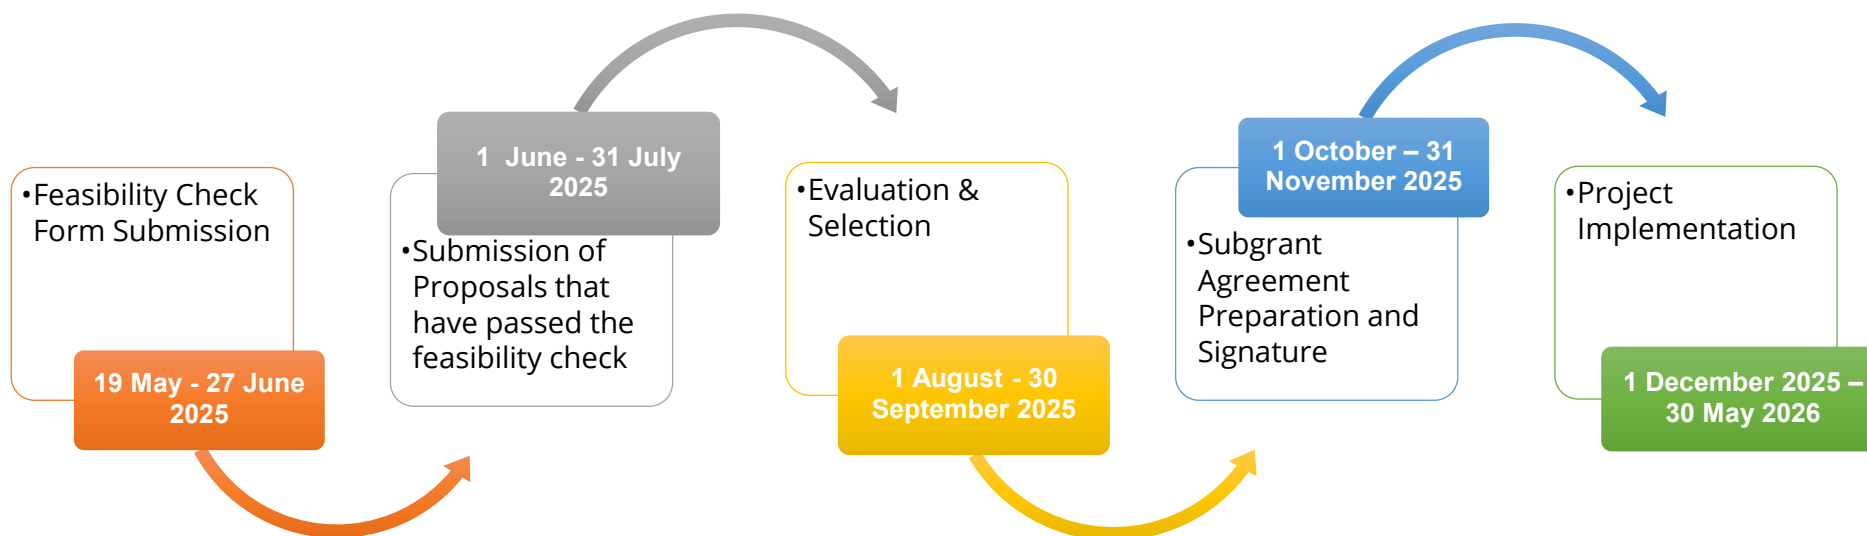 •Feasibility Check
Form Submission
19 May - 27 June
2025
1 June - 31 July
2025
•Submission of
Proposals that
have passed the
feasibility check
•Evaluation &
Selection
1 August - 30
September 2025
1 October – 31
November 2025
•Subgrant
Agreement
Preparation and
Signature
•Project
Implementation
1 December 2025 –
30 May 2026